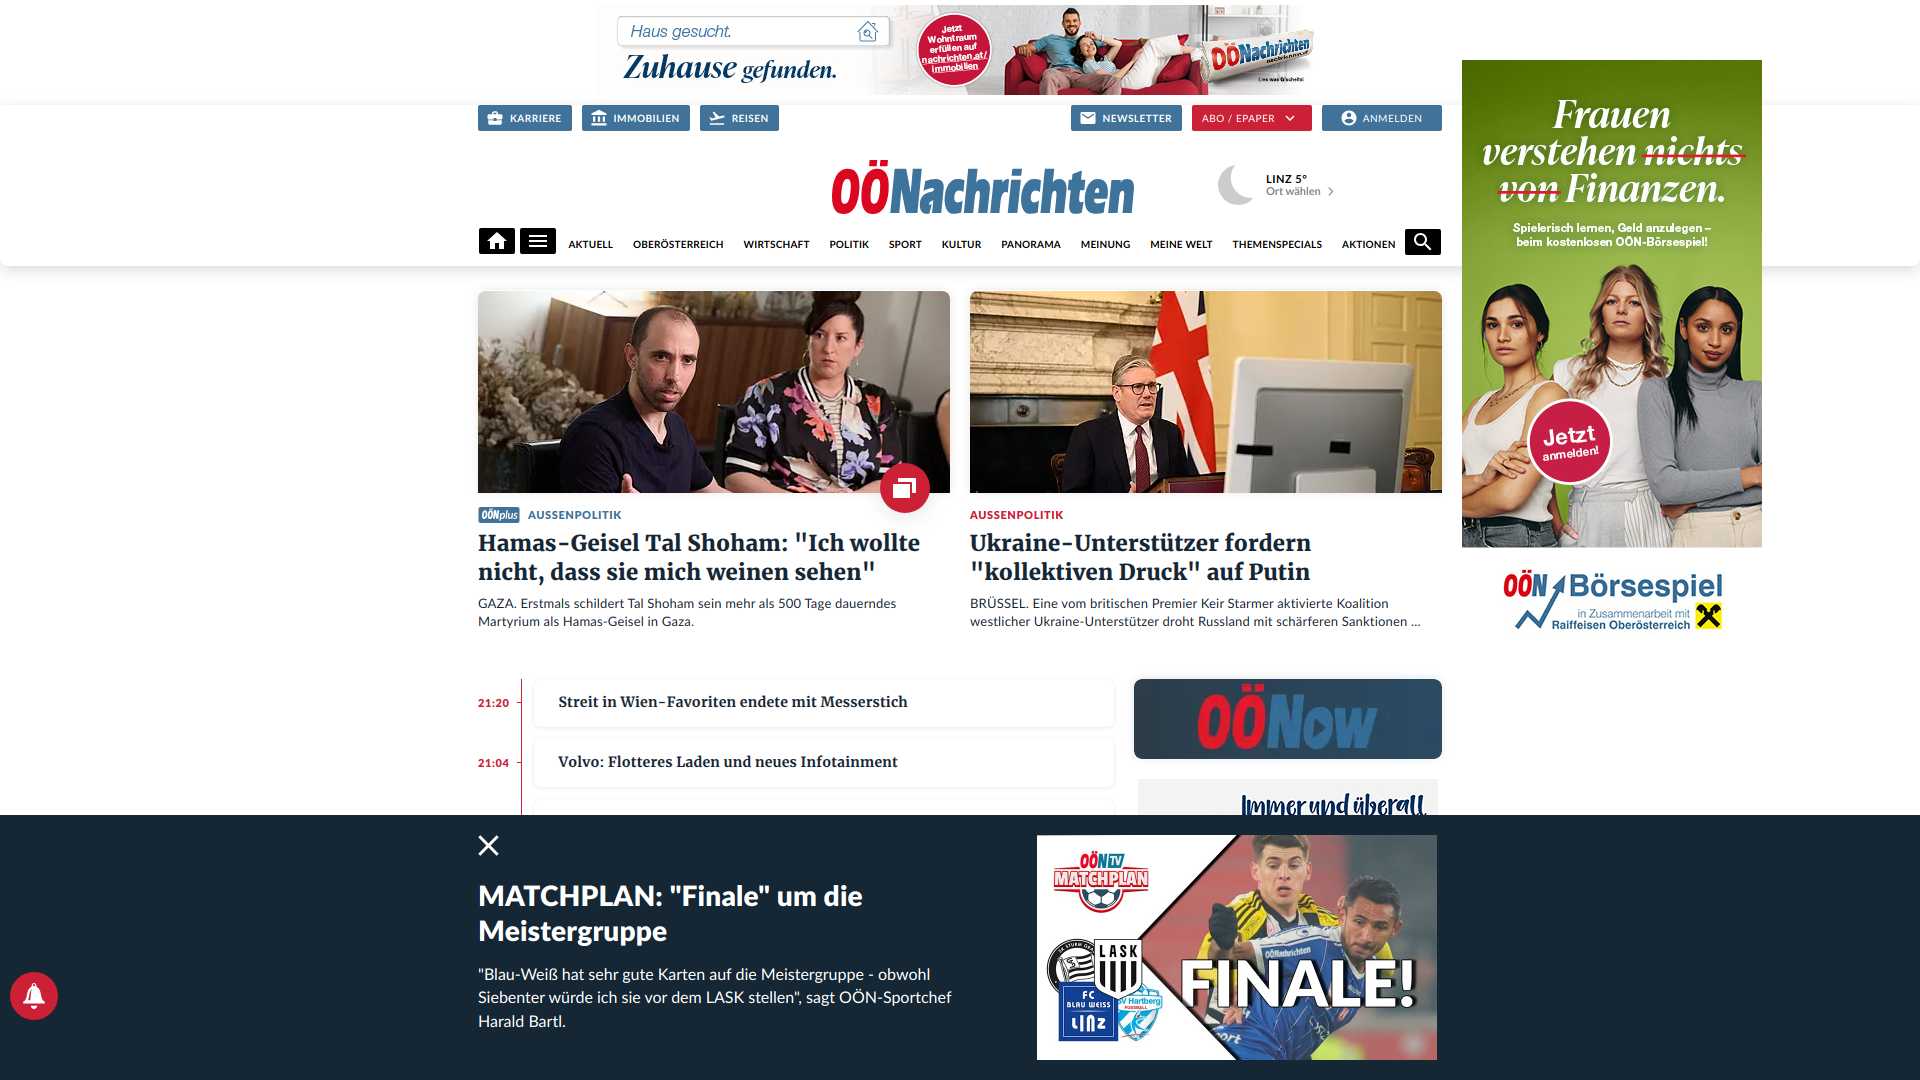 Haus gesucht.
Zuhause gefunden.
Jetzt
Wohntraum
erfüllen auf
nachrichten.at/
immobilien
OÖNachrichten
Lies was G'scheits!
KARRIERE
IMMOBILIEN
REISEN
NEWSLETTER
ABO / EPAPER
ANMELDEN
OÖNachrichten
LINZ 5°
Ort wählen
AKTUELL
OBERÖSTERREICH
WIRTSCHAFT
POLITIK
SPORT
KULTUR
PANORAMA
MEINUNG
MEINE WELT
THEMENSPECIALS
AKTIONEN
Frauen
verstehen nichts
von Finanzen.
Spielerisch lernen, Geld anzulegen –
beim kostenlosen OÖN-Börsespiel!
Jetzt
anmelden!
OÖN Börsespiel
in Zusammenarbeit mit
Raiffeisen Oberösterreich
OÖNplus AUSSENPOLITIK
Hamas-Geisel Tal Shoham: "Ich wollte
nicht, dass sie mich weinen sehen"
GAZA. Erstmals schildert Tal Shoham sein mehr als 500 Tage dauerndes
Martyrium als Hamas-Geisel in Gaza.
AUSSENPOLITIK
Ukraine-Unterstützer fordern
"kollektiven Druck" auf Putin
BRÜSSEL. Eine vom britischen Premier Keir Starmer aktivierte Koalition
westlicher Ukraine-Unterstützer droht Russland mit schärferen Sanktionen ...
21:20
Streit in Wien-Favoriten endete mit Messerstich
21:04
Volvo: Flotteres Laden und neues Infotainment
OÖNow
Immer und überall
MATCHPLAN: "Finale" um die
Meistergruppe
"Blau-Weiß hat sehr gute Karten auf die Meistergruppe - obwohl
Siebenter würde ich sie vor dem LASK stellen", sagt OÖN-Sportchef
Harald Bartl.
OÖN TV
MATCHPLAN
LASK
FC
BLAU WEISS
LINZ
SV Hartberg
OÖNachrichten
FINALE!